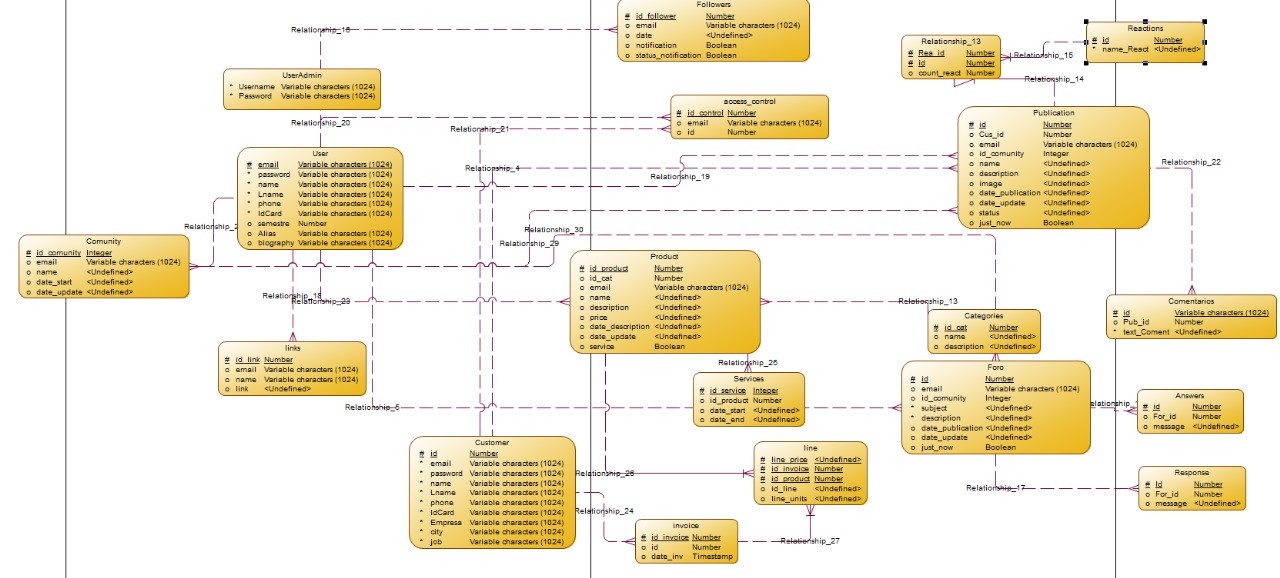 Followers
# id_follower Number
o email Variable characters (1024)
o date <Undefined>
o notification Boolean
o status_notification Boolean
Relationship_16
UserAdmin
* Username Variable characters (1024)
* Password Variable characters (1024)
Relationship_20
Relationship_13
# Rea_id Number
# id Number
o count_react Number
Relationship_15
Reactions
# id Number
* name_React <Undefined>
Relationship_14
access_control
# id_control Number
o email Variable characters (1024)
o id Number
Relationship_21
Relationship_4
Relationship_19
User
# email Variable characters (1024)
* password Variable characters (1024)
* name Variable characters (1024)
* Lname Variable characters (1024)
* phone Variable characters (1024)
* IdCard Variable characters (1024)
o semestre Number
o Alias Variable characters (1024)
o biography Variable characters (1024)
Publication
# id Number
o Cus_id Number
o email Variable characters (1024)
o id_comunity Integer
o name <Undefined>
o description <Undefined>
o image <Undefined>
o date_publication <Undefined>
o date_update <Undefined>
o status <Undefined>
o just_now Boolean
Relationship_22
Comunity
# id_comunity Integer
o email Variable characters (1024)
o name <Undefined>
o date_start <Undefined>
o date_update <Undefined>
Relationship_30
Relationship_29
Product
# id_product Number
o id_cat Number
o email Variable characters (1024)
o name <Undefined>
o description <Undefined>
o price <Undefined>
o date_description <Undefined>
o date_update <Undefined>
o service Boolean
Relationship_18
Relationship_23
Relationship_13
Categories
# id_cat Number
o name <Undefined>
o description <Undefined>
Comentarios
# id Variable characters (1024)
o Pub_id Number
* text_Coment <Undefined>
links
# id_link Number
o email Variable characters (1024)
o name Variable characters (1024)
o link <Undefined>
Relationship_25
Services
# id_service Integer
o id_product Number
o date_start <Undefined>
o date_end <Undefined>
Relationship_5
Foro
# id Number
o email Variable characters (1024)
o id_comunity Integer
* subject <Undefined>
* description <Undefined>
o date_publication <Undefined>
o date_update <Undefined>
o just_now Boolean
Answers
# id Number
o For_id Number
o message <Undefined>
Customer
# id Number
* email Variable characters (1024)
* password Variable characters (1024)
* name Variable characters (1024)
* Lname Variable characters (1024)
* phone Variable characters (1024)
* IdCard Variable characters (1024)
* Empresa Variable characters (1024)
* city Variable characters (1024)
* job Variable characters (1024)
line
# line_price <Undefined>
# id_invoice Number
# id_product Number
o id_line <Undefined>
o line_units <Undefined>
Relationship_24
Relationship_17
Response
# Id Number
o For_id Number
o message <Undefined>
invoice
# id_invoice Number
o id Number
o date_inv Timestamp
Relationship_27